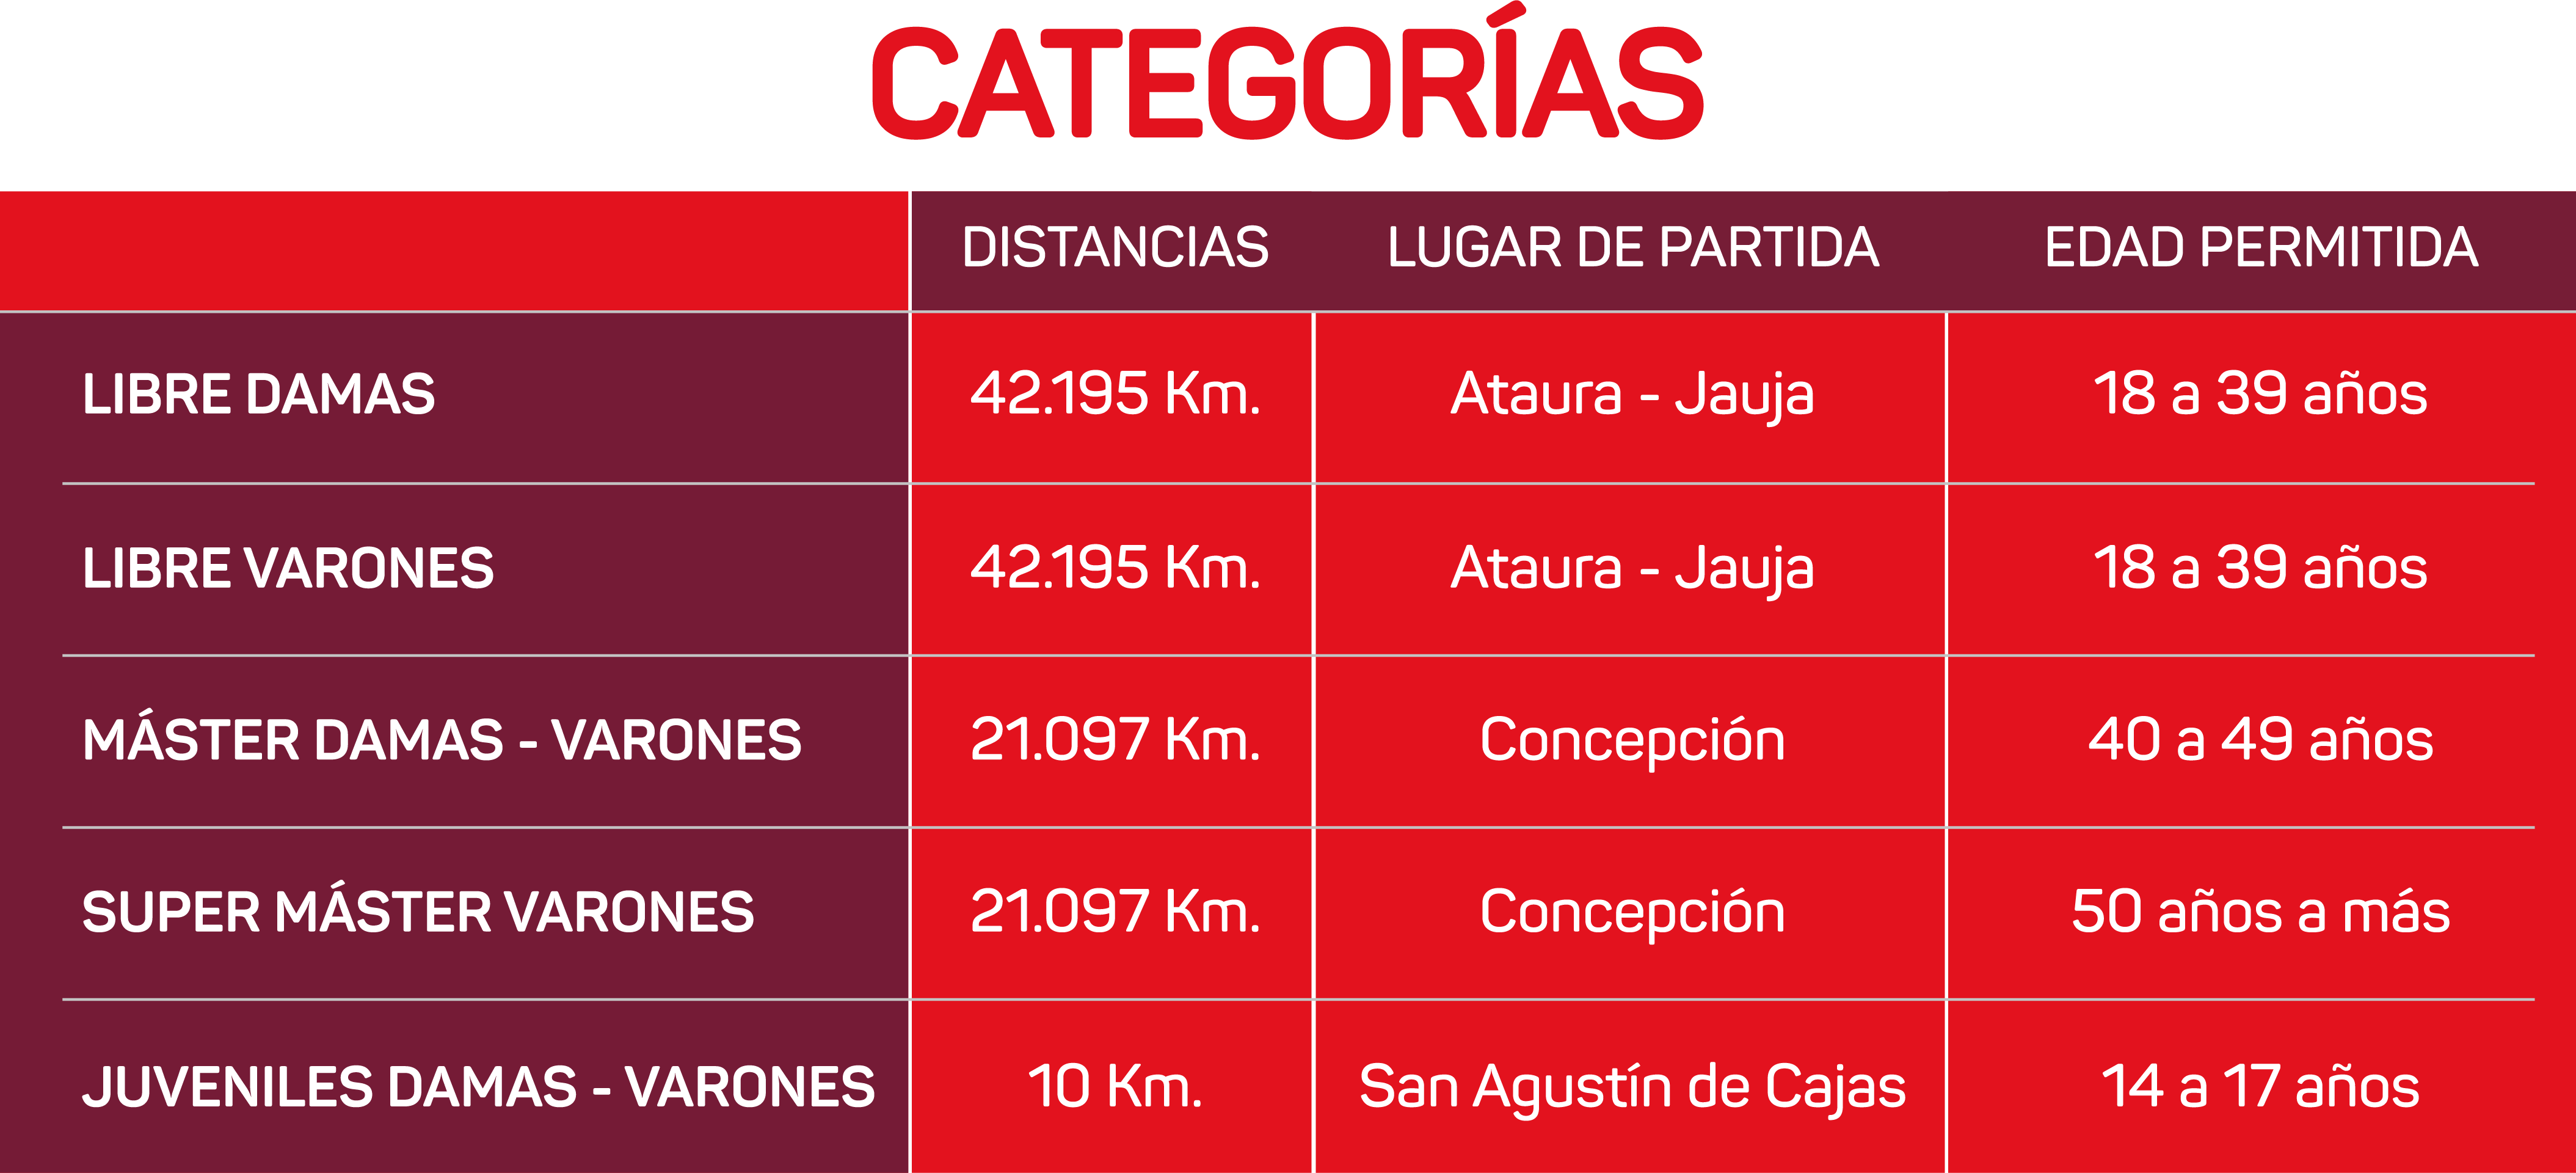 CATEGORÍAS
DISTANCIAS LUGAR DE PARTIDA EDAD PERMITIDA
LIBRE DAMAS 42.195 Km. Ataura - Jauja 18 a 39 años
LIBRE VARONES 42.195 Km. Ataura - Jauja 18 a 39 años
MÁSTER DAMAS - VARONES 21.097 Km. Concepción 40 a 49 años
SUPER MÁSTER VARONES 21.097 Km. Concepción 50 años a más
JUVENILES DAMAS - VARONES 10 Km. San Agustín de Cajas 14 a 17 años